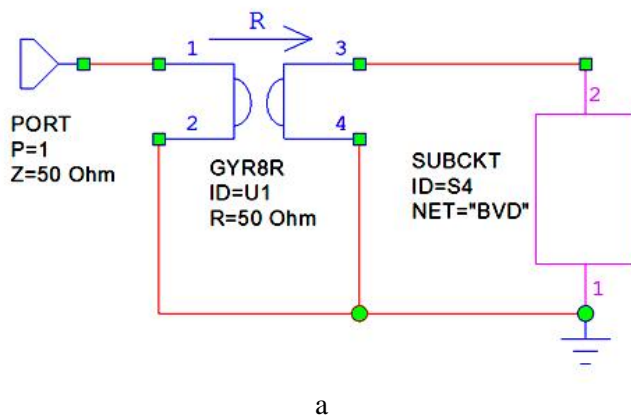 R
1
3
2
4
2
PORT
P=1
Z=50 Ohm
GYR8R
ID=U1
R=50 Ohm
SUBCKT
ID=S4
NET="BVD"
1
a